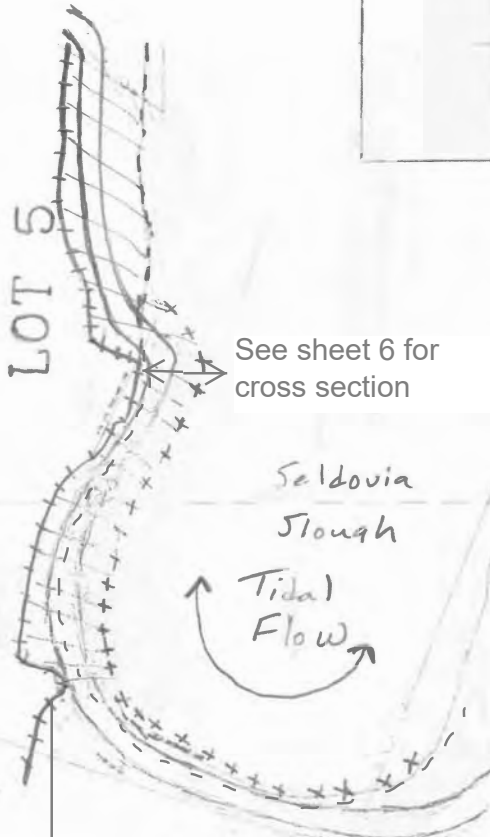 LOT 5
See sheet 6 for
cross section
Seldovia
Slough
Tidal
Flow